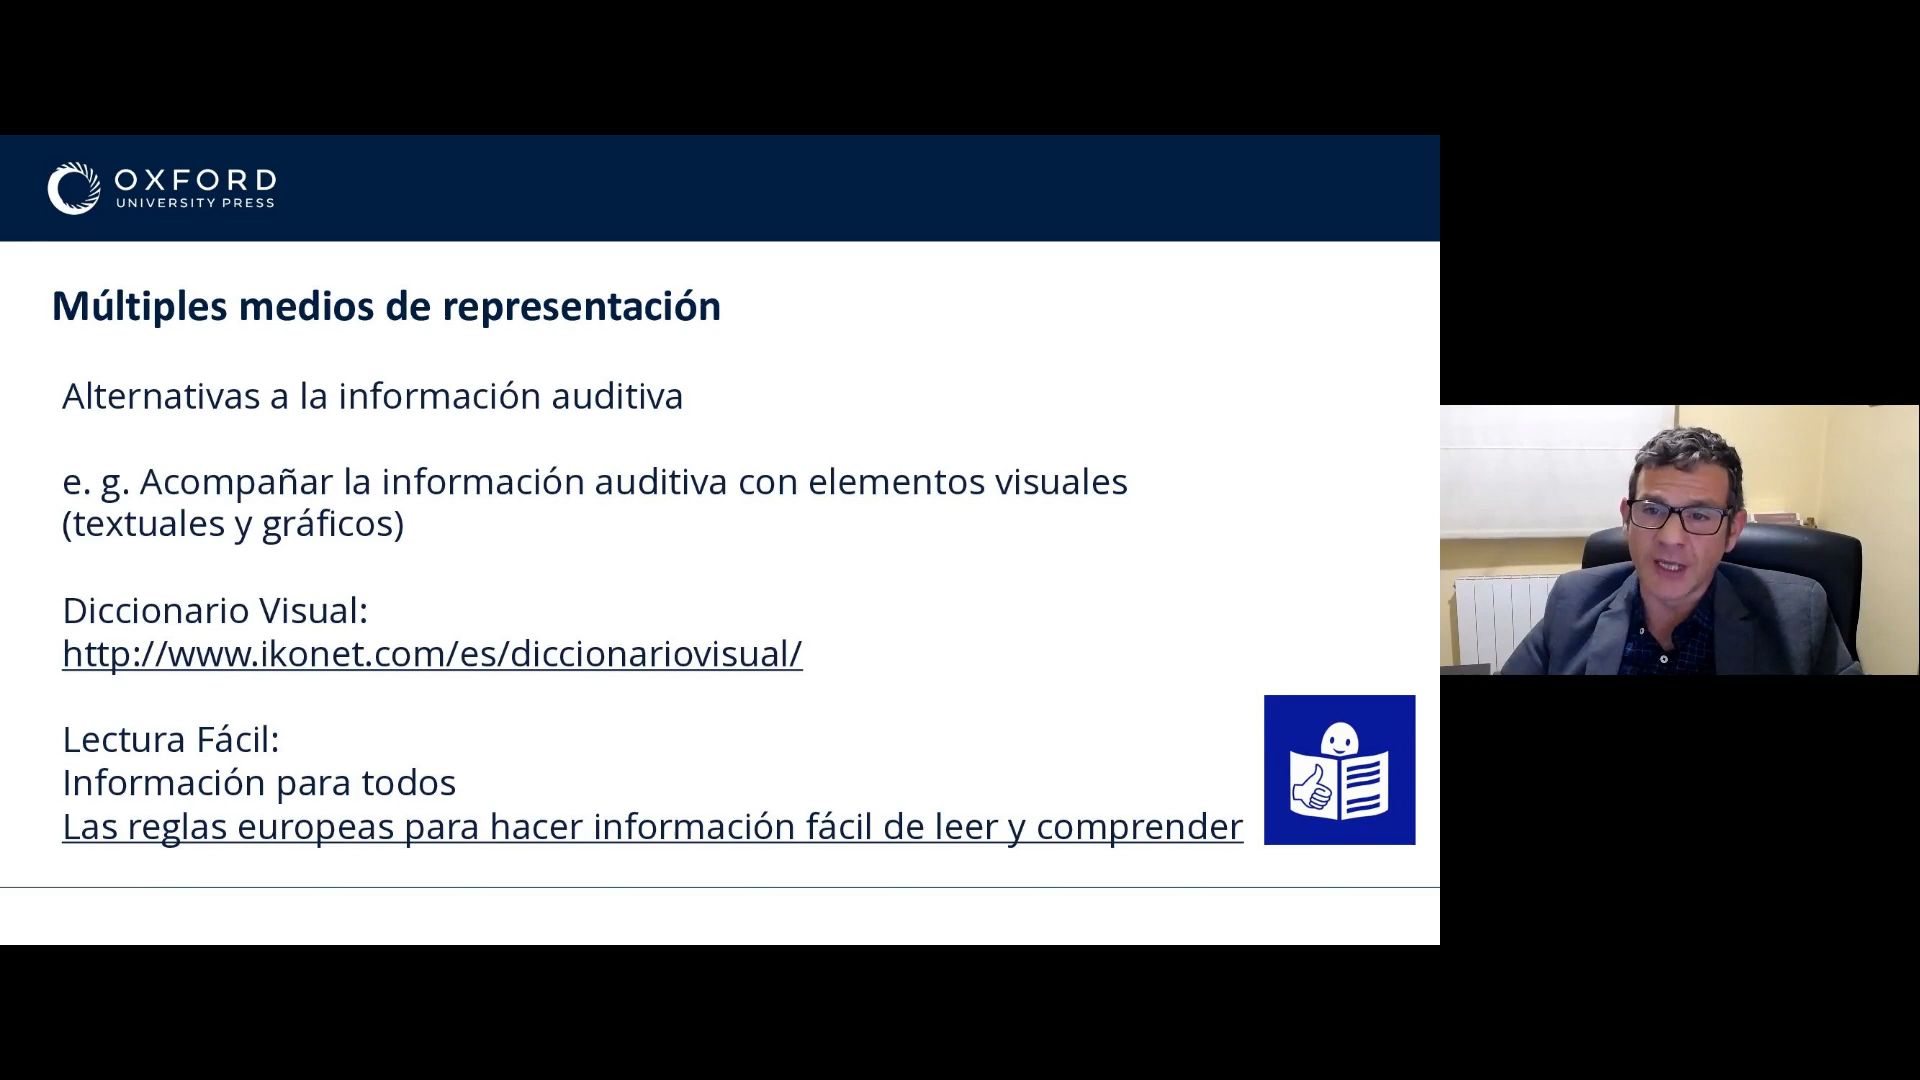 OXFORD
UNIVERSITY PRESS
Múltiples medios de representación
Alternativas a la información auditiva
e. g. Acompañar la información auditiva con elementos visuales
(textuales y gráficos)
Diccionario Visual:
http://www.ikonet.com/es/diccionariovisual/
Lectura Fácil:
Información para todos
Las reglas europeas para hacer información fácil de leer y comprender